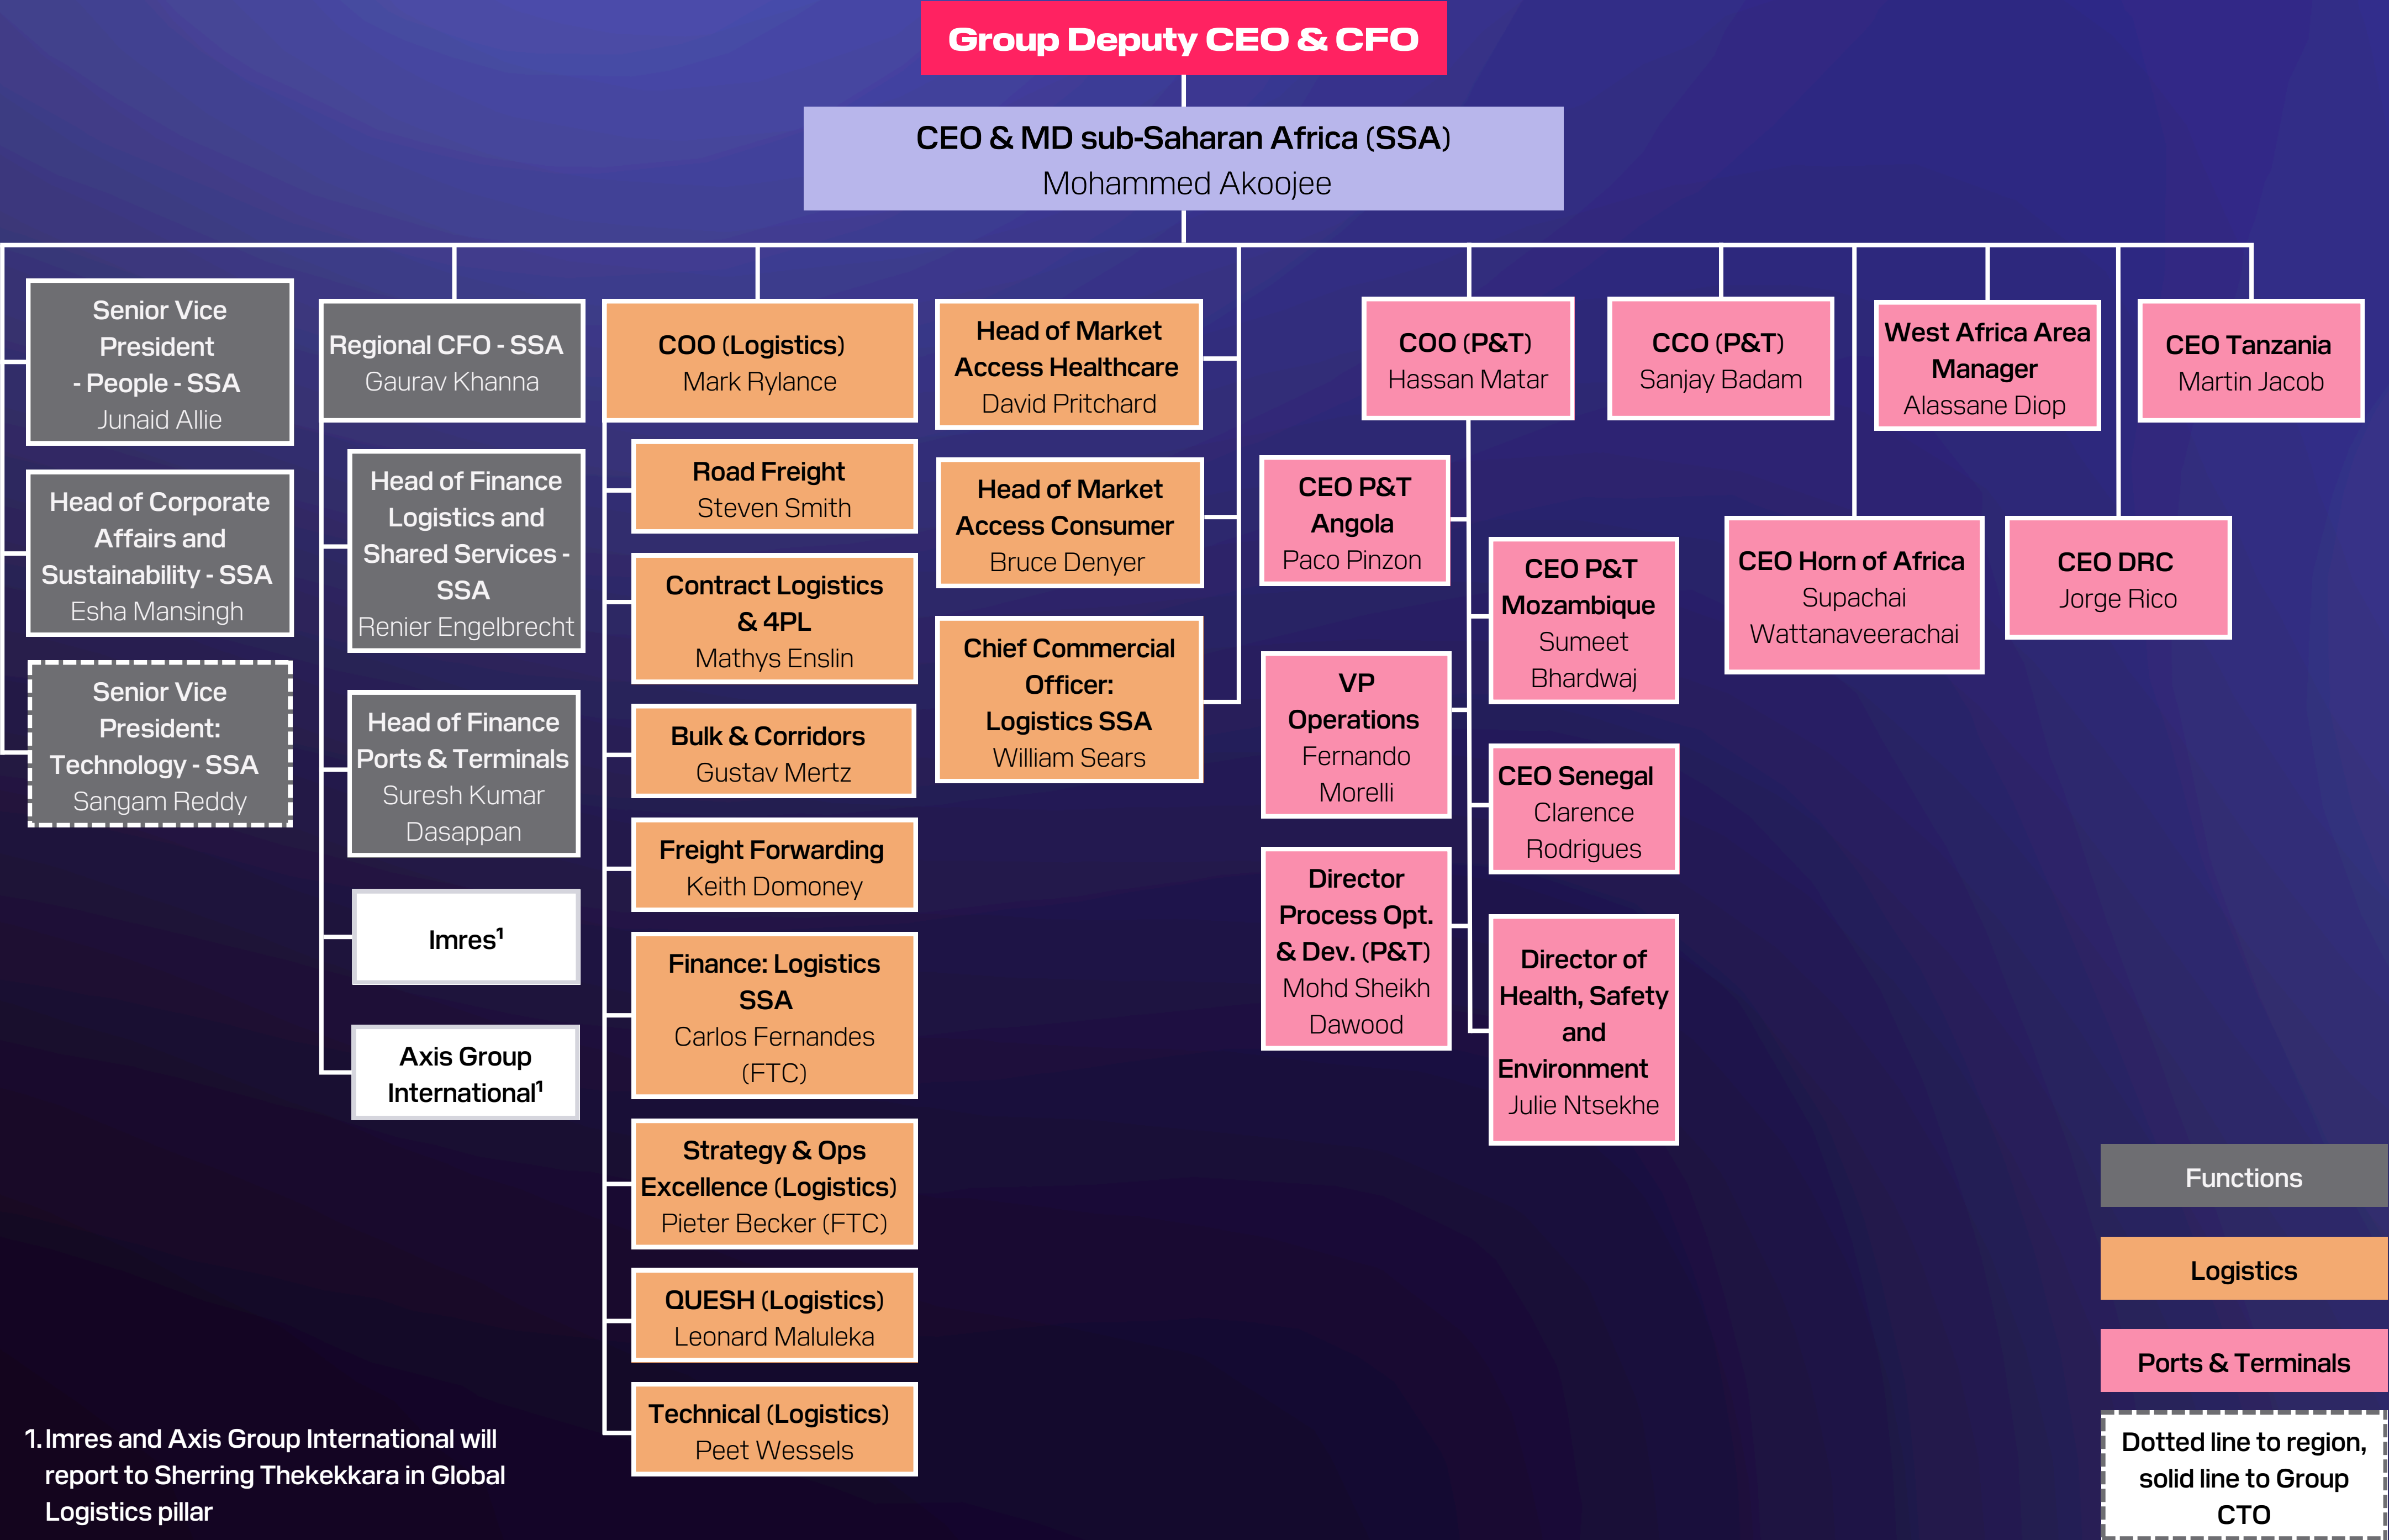 Group Deputy CEO & CFO
CEO & MD sub-Saharan Africa (SSA)
Mohammed Akoojee
Senior Vice
President
- People - SSA
Junaid Allie
Head of Corporate
Affairs and
Sustainability - SSA
Esha Mansingh
Senior Vice
President:
Technology - SSA
Sangam Reddy
Regional CFO - SSA
Gaurav Khanna
Head of Finance
Logistics and
Shared Services -
SSA
Renier Engelbrecht
Head of Finance
Ports & Terminals
Suresh Kumar
Dasappan
Imres¹
Axis Group
International¹
COO (Logistics)
Mark Rylance
Road Freight
Steven Smith
Contract Logistics
& 4PL
Mathys Enslin
Bulk & Corridors
Gustav Mertz
Freight Forwarding
Keith Domoney
Finance: Logistics
SSA
Carlos Fernandes
(FTC)
Strategy & Ops
Excellence (Logistics)
Pieter Becker (FTC)
QUESH (Logistics)
Leonard Maluleka
Technical (Logistics)
Peet Wessels
Head of Market
Access Healthcare
David Pritchard
Head of Market
Access Consumer
Bruce Denyer
Chief Commercial
Officer:
Logistics SSA
William Sears
COO (P&T)
Hassan Matar
CEO P&T
Angola
Paco Pinzon
VP
Operations
Fernando
Morelli
Director
Process Opt.
& Dev. (P&T)
Mohd Sheikh
Dawood
CEO P&T
Mozambique
Sumeet
Bhardwaj
CEO Senegal
Clarence
Rodrigues
Director of
Health, Safety
and
Environment
Julie Ntsekhe
CCO (P&T)
Sanjay Badam
CEO Horn of Africa
Supachai
Wattanaveerachai
West Africa Area
Manager
Alassane Diop
CEO DRC
Jorge Rico
CEO Tanzania
Martin Jacob
Functions
Logistics
Ports & Terminals
Dotted line to region,
solid line to Group
CTO
1. Imres and Axis Group International will
report to Sherring Thekekkara in Global
Logistics pillar